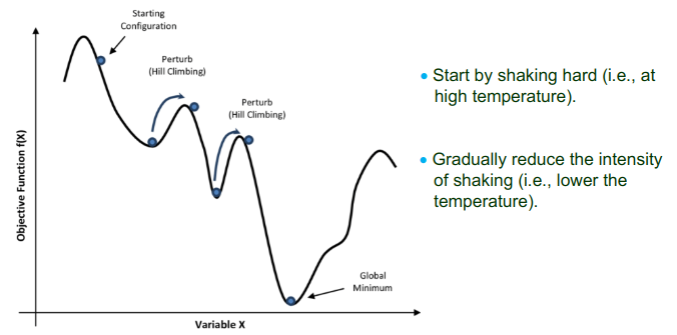 Starting
Configuration
Perturb
(Hill Climbing)
Perturb
(Hill Climbing)
Objective Function f(X)
Global
Minimum
Variable X
• Start by shaking hard (i.e., at
high temperature).
• Gradually reduce the intensity
of shaking (i.e., lower the
temperature).